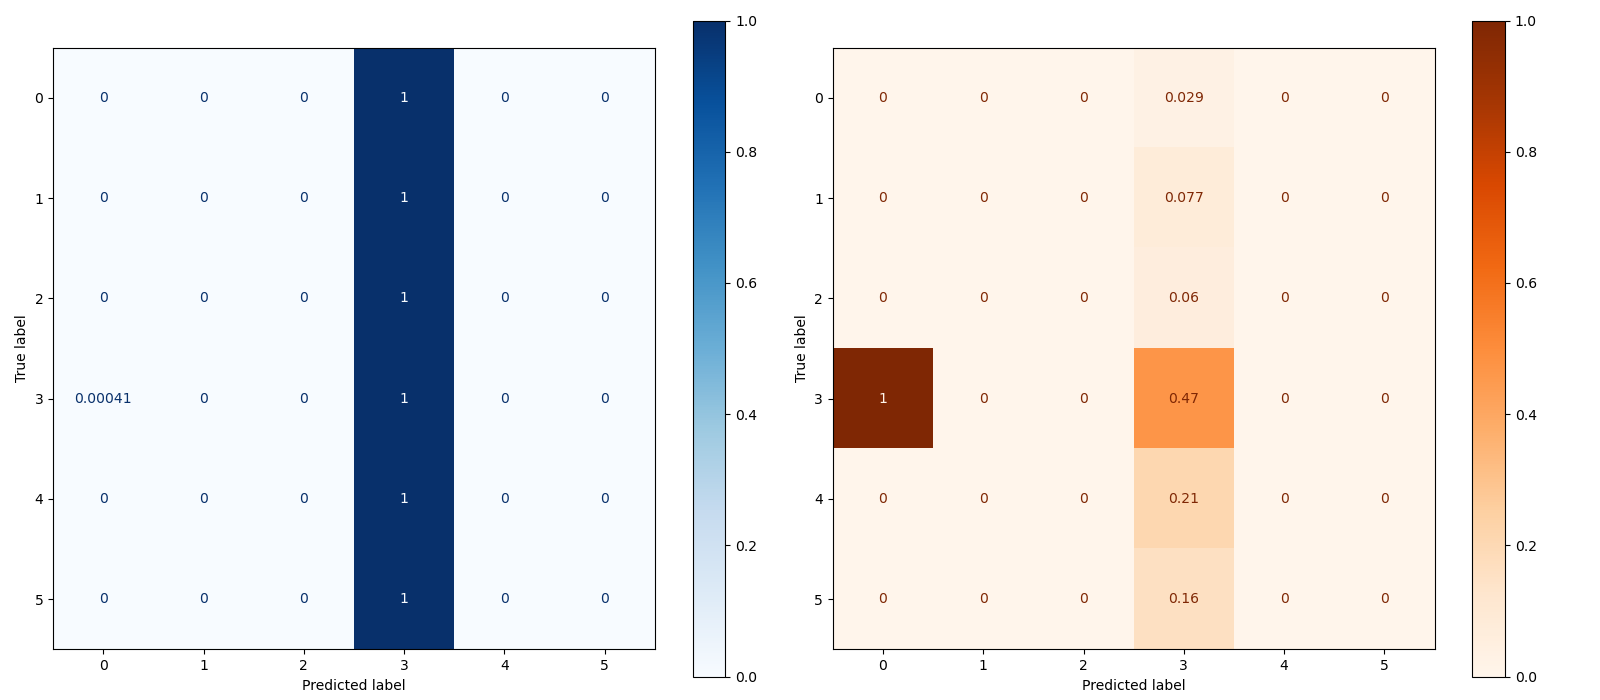 0 0 0 0 1 0 0
1 0 0 0 1 0 0
2 0 0 0 1 0 0
3 0.00041 0 0 1 0 0
4 0 0 0 1 0 0
5 0 0 0 1 0 0
0 1 2 3 4 5
True label
Predicted label
1.0
0.8
0.6
0.4
0.2
0.0
0 0 0 0 0.029 0 0
1 0 0 0 0.077 0 0
2 0 0 0 0.06 0 0
3 1 0 0 0.47 0 0
4 0 0 0 0.21 0 0
5 0 0 0 0.16 0 0
0 1 2 3 4 5
True label
Predicted label
1.0
0.8
0.6
0.4
0.2
0.0